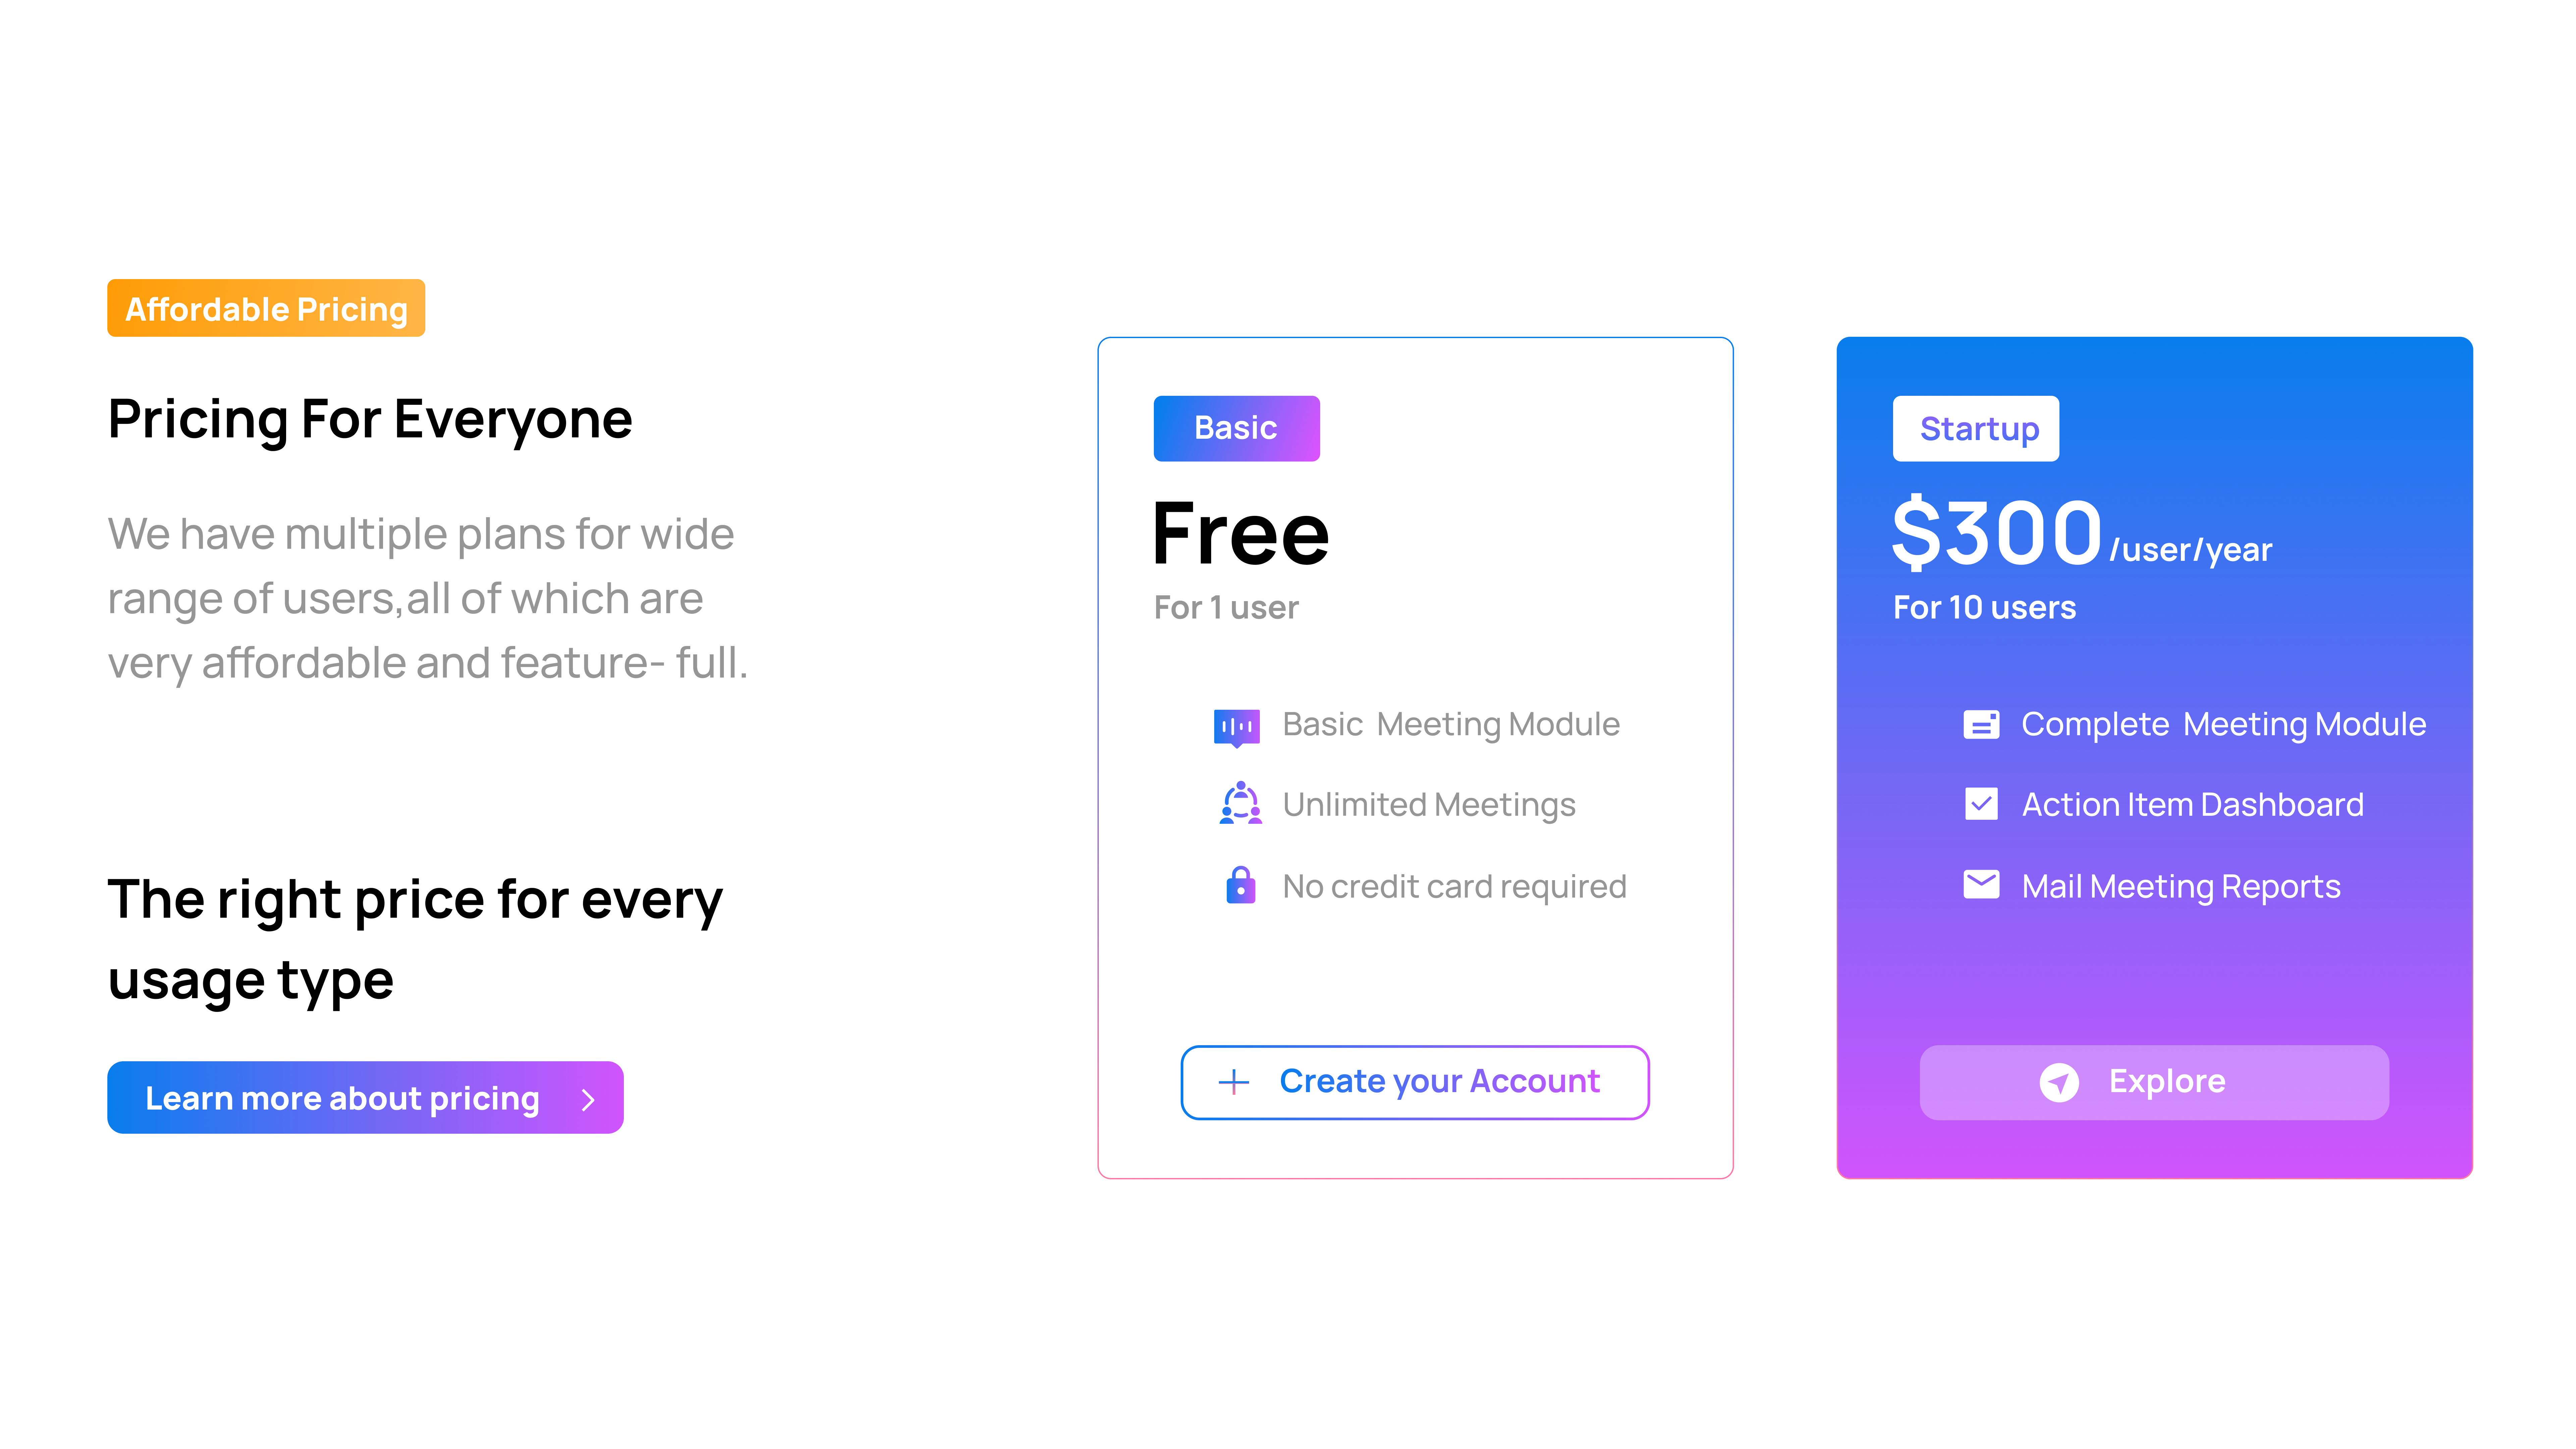 Affordable Pricing
Pricing For Everyone
We have multiple plans for wide
range of users,all of which are
very affordable and feature- full.
The right price for every
usage type
Learn more about pricing
Basic
Free
For 1 user
Basic  Meeting Module
Unlimited Meetings
No credit card required
Create your Account
Startup
$300/user/year
For 10 users
Complete  Meeting Module
Action Item Dashboard
Mail Meeting Reports
Explore